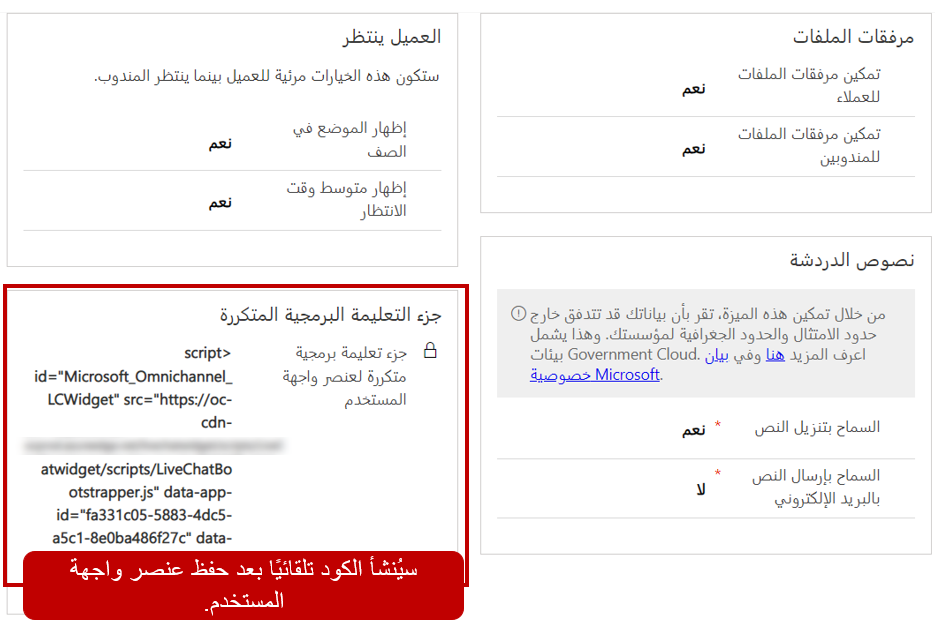 مرفقات الملفات
تمكين مرفقات الملفات
للعملاء
نعم
تمكين مرفقات الملفات
للمندوبين
نعم
نصوص الدردشة
من خلال تمكين هذه الميزة، تقر بأن بياناتك قد تتدفق خارج
حدود الامتثال والحدود الجغرافية لمؤسستك. وهذا يشمل
بيئات Government Cloud. اعرف المزيد هنا وفي بيان
خصوصية Microsoft.
السماح بتنزيل النص
* نعم
السماح بإرسال النص
بالبريد الإلكتروني
* لا
العميل ينتظر
ستكون هذه الخيارات مرئية للعميل بينما ينتظر المندوب.
إظهار الموضع في
الصف
نعم
إظهار متوسط وقت
الانتظار
نعم
جزء التعليمة البرمجية المتكررة
جزء تعليمة برمجية
متكررة لعنصر واجهة
المستخدم
script>
id="Microsoft_Omnichannel_
LCWidget" src="https://oc-
cdn-
atwidget/scripts/LiveChatBo
otstrapper.js" data-app-
id="fa331c05-5883-4dc5-
a5c1-8e0ba486f27c" data-
سيُنشأ الكود تلقائيًا بعد حفظ عنصر واجهة
المستخدم.